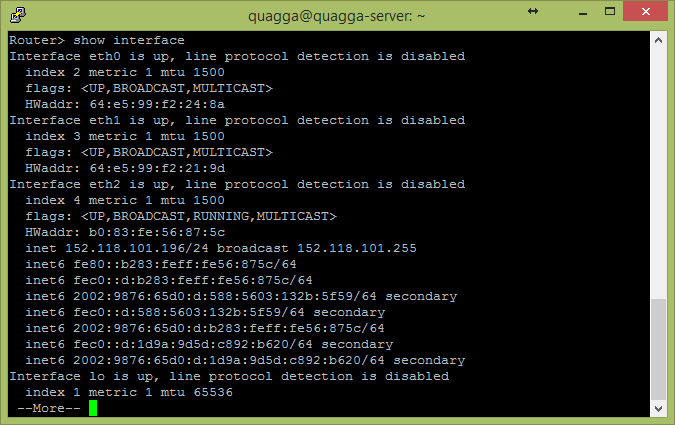 quagga@quagga-server: ~
Router> show interface
Interface eth0 is up, line protocol detection is disabled
  index 2 metric 1 mtu 1500
  flags: <UP,BROADCAST,MULTICAST>
  HWaddr: 64:e5:99:f2:24:8a
Interface eth1 is up, line protocol detection is disabled
  index 3 metric 1 mtu 1500
  flags: <UP,BROADCAST,MULTICAST>
  HWaddr: 64:e5:99:f2:21:9d
Interface eth2 is up, line protocol detection is disabled
  index 4 metric 1 mtu 1500
  flags: <UP,BROADCAST,RUNNING,MULTICAST>
  HWaddr: b0:83:fe:56:87:5c
  inet 152.118.101.196/24 broadcast 152.118.101.255
  inet6 fe80::b283:feff:fe56:875c/64
  inet6 fec0::d:b283:feff:fe56:875c/64
  inet6 2002:9876:65d0:d:588:5603:132b:5f59/64 secondary
  inet6 fec0::d:588:5603:132b:5f59/64 secondary
  inet6 2002:9876:65d0:d:b283:feff:fe56:875c/64
  inet6 fec0::d:1d9a:9d5d:c892:b620/64 secondary
  inet6 2002:9876:65d0:d:1d9a:9d5d:c892:b620/64 secondary
Interface lo is up, line protocol detection is disabled
  index 1 metric 1 mtu 65536
 --More--